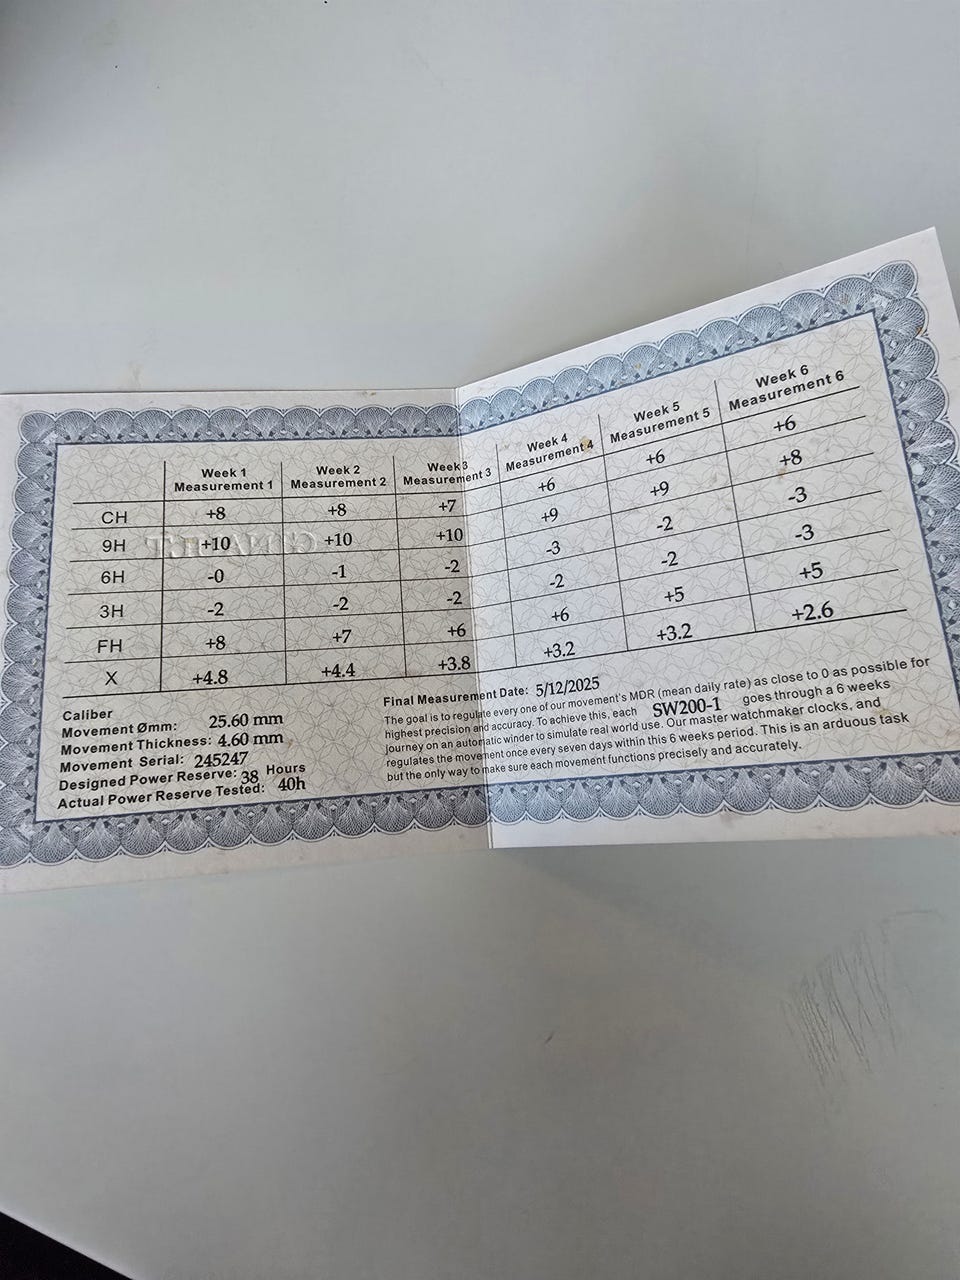 Week 1 Week 2 Week 3 Week 4 Week 5 Week 6
Measurement 1 Measurement 2 Measurement 3 Measurement 4 Measurement 5 Measurement 6
CH +8 +8 +7 +6 +6 +6
9H +10 +10 +10 +9 +9 +8
6H -0 -1 -2 -3 -2 -3
3H -2 -2 -2 -2 -2 -3
FH +8 +7 +6 +6 +5 +5
X +4.8 +4.4 +3.8 +3.2 +3.2 +2.6
Caliber
Movement Ømm: 25.60 mm
Movement Thickness: 4.60 mm
Movement Serial: 245247
Designed Power Reserve: 38 Hours
Actual Power Reserve Tested: 40h
Final Measurement Date: 5/12/2025
The goal is to regulate every one of our movement's MDR (mean daily rate) as close to 0 as possible for
highest precision and accuracy. To achieve this, each SW200-1 goes through a 6 weeks
journey on an automatic winder to simulate real world use. Our master watchmaker clocks, and
regulates the movement once every seven days within this 6 weeks period. This is an arduous task
but the only way to make sure each movement functions precisely and accurately.